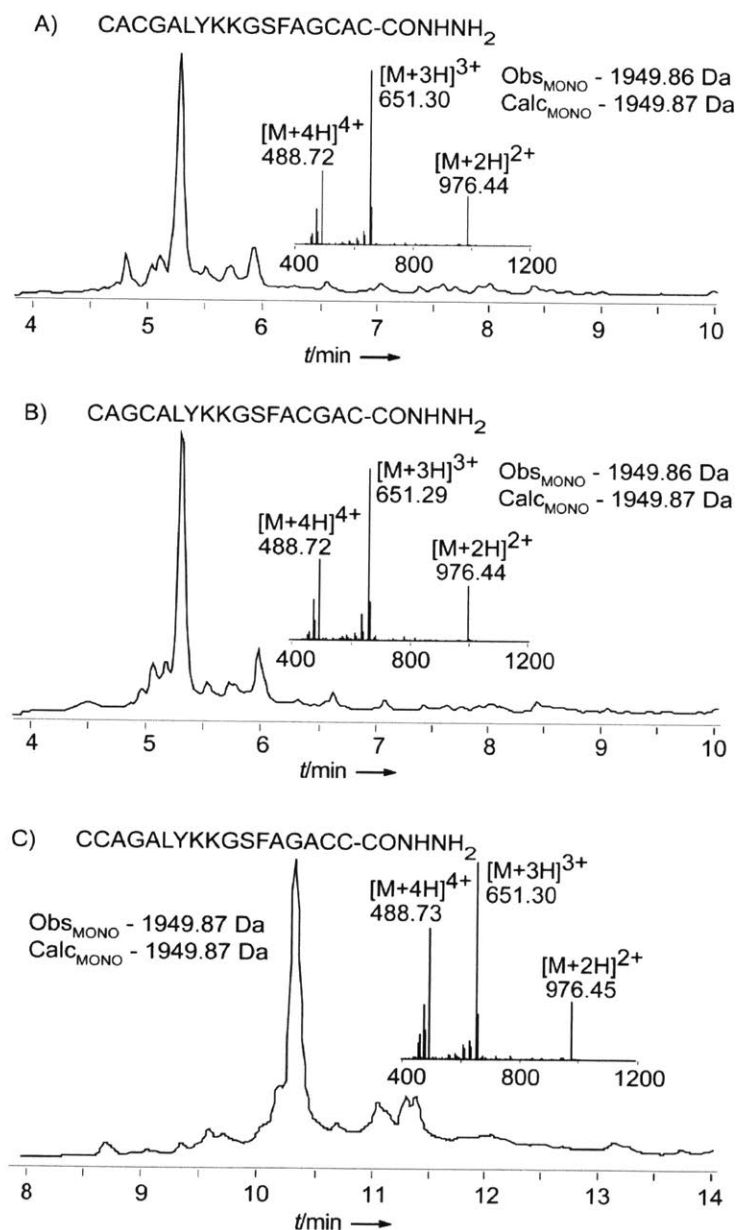 A) CACGALYKKGSFAGCAC-CONHNH₂
[M+3H]³⁺
651.30
Obs_MONO - 1949.86 Da
Calc_MONO - 1949.87 Da
[M+4H]⁴⁺
488.72
[M+2H]²⁺
976.44
400 800 1200
4 5 6 7 8 9 10
t/min
B) CAGCALYKKGSFACGAC-CONHNH₂
[M+3H]³⁺
651.29
Obs_MONO - 1949.86 Da
Calc_MONO - 1949.87 Da
[M+4H]⁴⁺
488.72
[M+2H]²⁺
976.44
400 800 1200
4 5 6 7 8 9 10
t/min
C) CCAGALYKKGSFAGACC-CONHNH₂
Obs_MONO - 1949.87 Da
Calc_MONO - 1949.87 Da
[M+4H]⁴⁺
488.73
[M+3H]³⁺
651.30
[M+2H]²⁺
976.45
400 800 1200
8 9 10 11 12 13 14
t/min